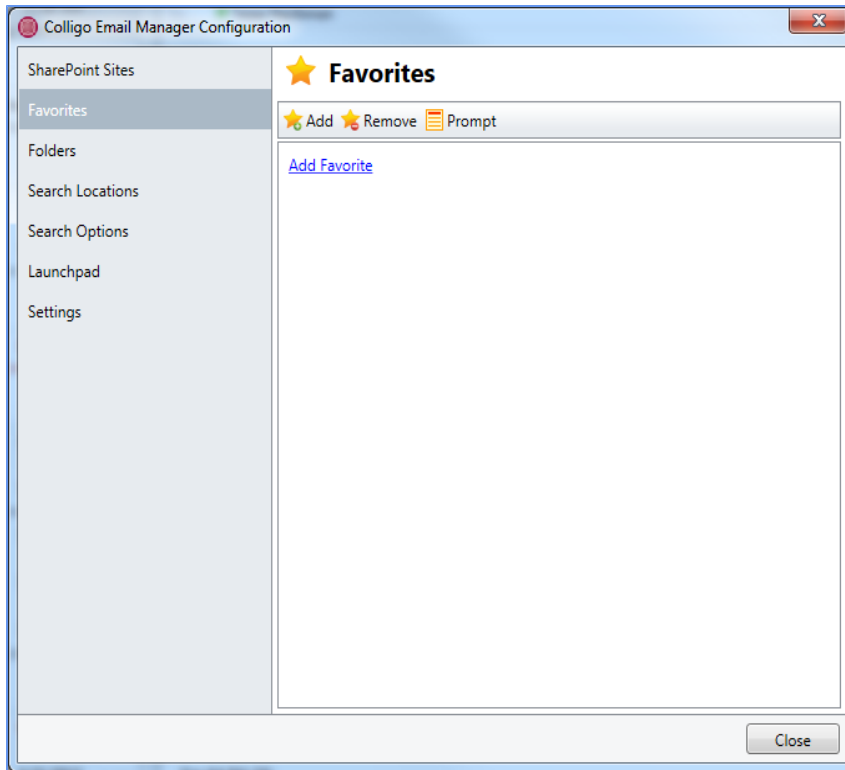 Colligo Email Manager Configuration
x
SharePoint Sites
Favorites
Folders
Search Locations
Search Options
Launchpad
Settings
Favorites
Add Remove Prompt
Add Favorite
Close